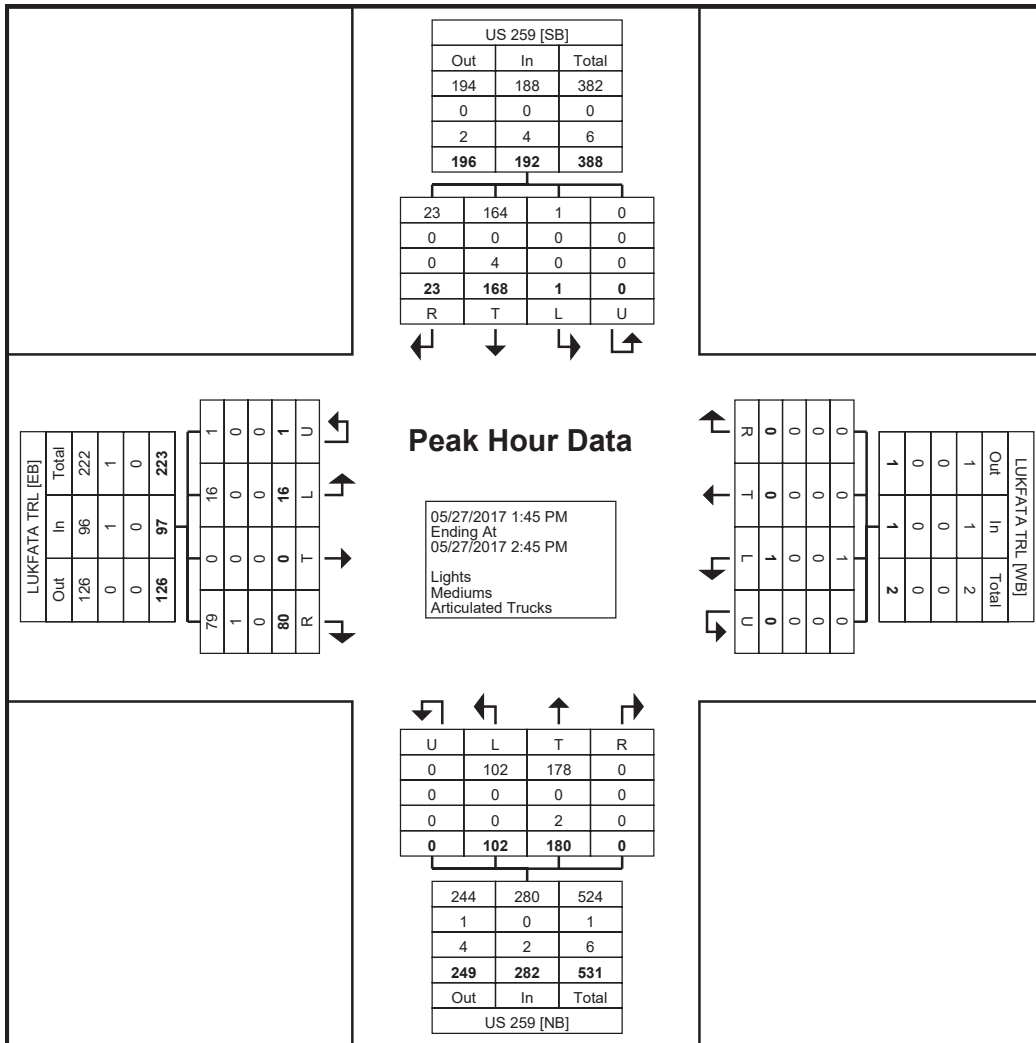 US 259 [SB]
Out In Total
194 188 382
0 0 0
2 4 6
196 192 388
23 164 1 0
0 0 0 0
0 4 0 0
23 168 1 0
R T L U
LUKFATA TRL [EB]
Total In Out
222 96 126
1 1 0
0 0 0
223 97 126
1 16 0 79
0 0 0 1
0 0 0 0
1 16 0 80
U L T R
Peak Hour Data
05/27/2017 1:45 PM
Ending At
05/27/2017 2:45 PM
Lights
Mediums
Articulated Trucks
R T L U
0 0 1 0
0 0 0 0
0 0 0 0
0 0 1 0
LUKFATA TRL [WB]
Out In Total
1 1 2
0 0 0
0 0 0
1 1 2
U L T R
0 102 178 0
0 0 0 0
0 0 2 0
0 102 180 0
244 280 524
1 0 1
4 2 6
249 282 531
Out In Total
US 259 [NB]